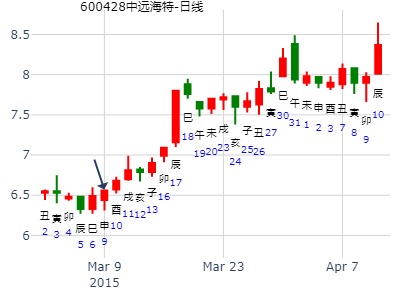 600428中远海特-日线
8.5
8
7.5
7
6.5
6
丑
2
寅
3
卯
4
辰
5
巳
6
申
9
酉
10
戌
11
亥
12
子
13
卯
16
辰
17
巳
18
午
19
未
20
戌
23
亥
24
子
25
丑
26
寅
27
巳
30
午
31
未
1
申
2
酉
3
丑
7
寅
8
卯
9
辰
10
Mar 9
2015
Mar 23
Apr 7